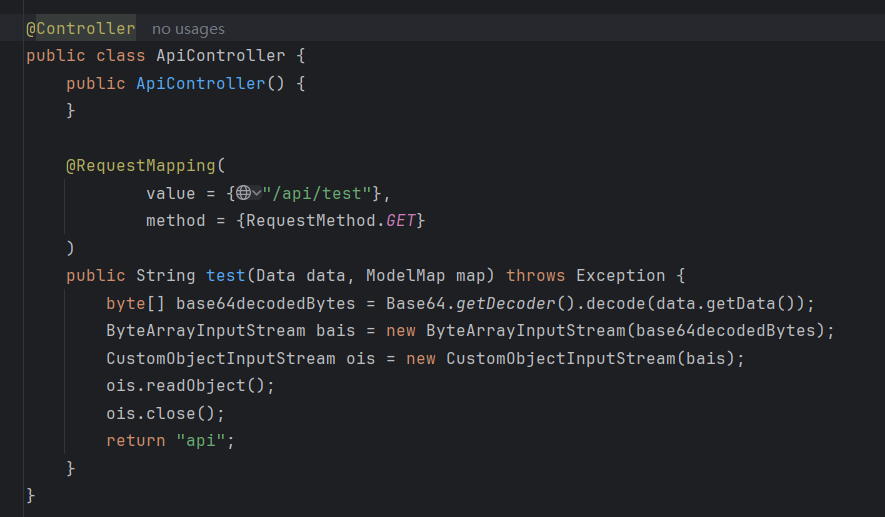 @Controller no usages
public class ApiController {
public ApiController() {
}
@RequestMapping(
value = {"/api/test"},
method = {RequestMethod.GET}
)
public String test(Data data, ModelMap map) throws Exception {
byte[] base64decodedBytes = Base64.getDecoder().decode(data.getData());
ByteArrayInputStream bais = new ByteArrayInputStream(base64decodedBytes);
CustomObjectInputStream ois = new CustomObjectInputStream(bais);
ois.readObject();
ois.close();
return "api";
}
}